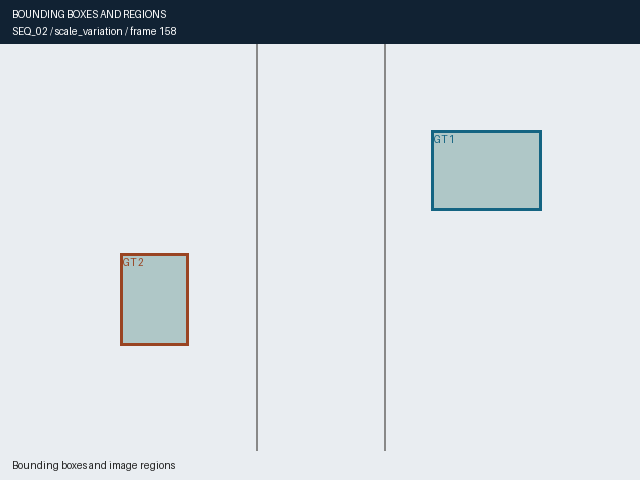 BOUNDING BOXES AND REGIONS
SEQ_02 / scale_variation / frame 158
GT1
GT2
Bounding boxes and image regions